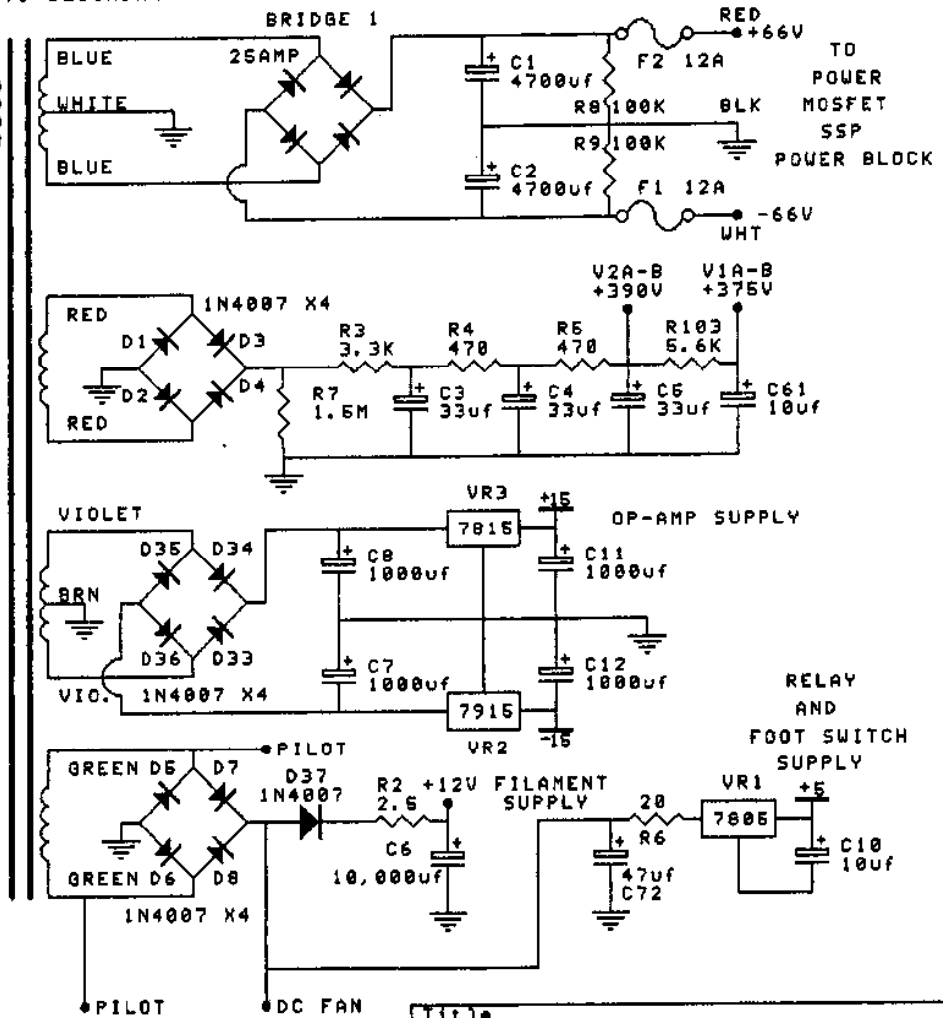 BRIDGE 1
RED
+66V
BLUE
25AMP
C1
4700uf
F2 12A
TO
POWER
MOSFET
SSP
POWER BLOCK
WHITE
R8 100K
BLK
R9 100K
BLUE
C2
4700uf
F1 12A
-66V
WHT
V2A-B
+390V
V1A-B
+375V
1N4007 X4
RED
D1
D3
R3
3.3K
R4
470
R5
470
R103
5.6K
D2
D4
R7
1.5M
C3
33uf
C4
33uf
C5
33uf
C61
10uf
RED
VIOLET
VR3
7815
+15
OP-AMP SUPPLY
D35
D34
C8
1000uf
C11
1000uf
BRN
D36
D33
C7
1000uf
C12
1000uf
VIO.
1N4007 X4
7915
VR2
-15
RELAY
AND
FOOT SWITCH
SUPPLY
PILOT
GREEN D5
D7
D37
1N4007
R2
2.5
+12V
FILAMENT
SUPPLY
20
R6
VR1
7805
+5
C6
10,000uf
47uf
C72
C10
10uf
GREEN D6
D8
1N4007 X4
PILOT
DC FAN